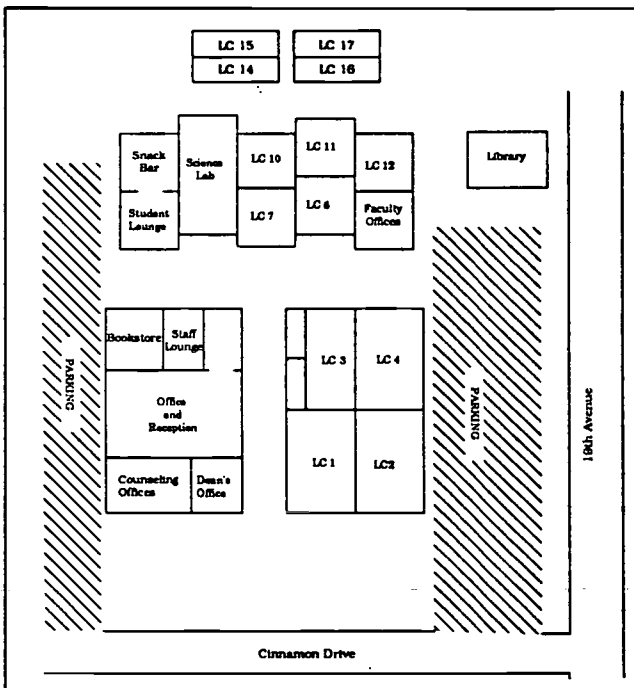 LC 15
LC 17
LC 14
LC 16
Snack
Bar
Science
Lab
LC 10
LC 11
LC 12
Library
Student
Lounge
LC 7
LC 6
Faculty
Offices
Bookstore
Staff
Lounge
LC 3
LC 4
PARKING
PARKING
Office
and
Reception
18th Avenue
Counseling
Offices
Dean's
Office
LC 1
LC2
Cinnamon Drive